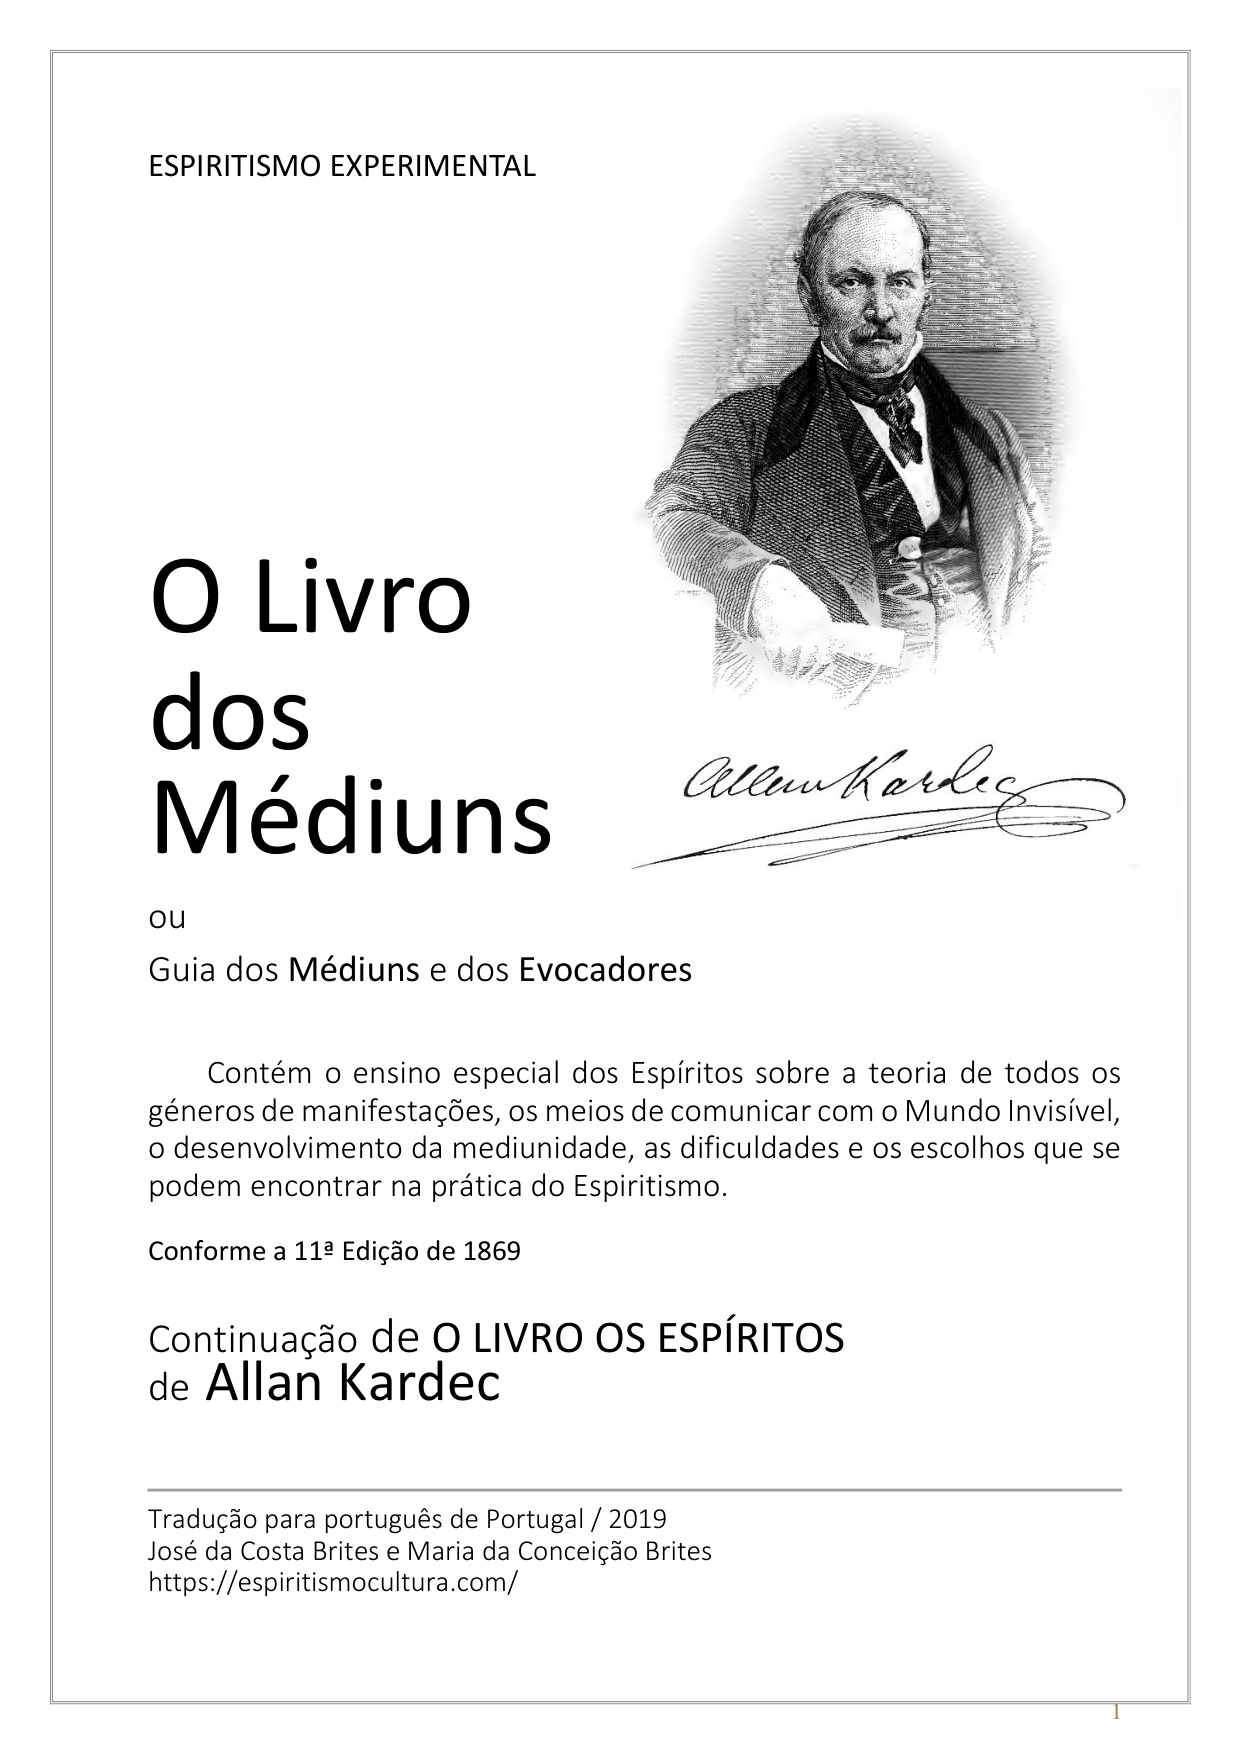 ESPIRITISMO EXPERIMENTAL
O Livro
dos
Médiuns
Allan Kardec
ou
Guia dos Médiuns e dos Evocadores
Contém o ensino especial dos Espíritos sobre a teoria de todos os
géneros de manifestações, os meios de comunicar com o Mundo Invisível,
o desenvolvimento da mediunidade, as dificuldades e os escolhos que se
podem encontrar na prática do Espiritismo.
Conforme a 11ª Edição de 1869
Continuação de O LIVRO OS ESPÍRITOS
de Allan Kardec
Tradução para português de Portugal / 2019
José da Costa Brites e Maria da Conceição Brites
https://espiritismocultura.com/
1